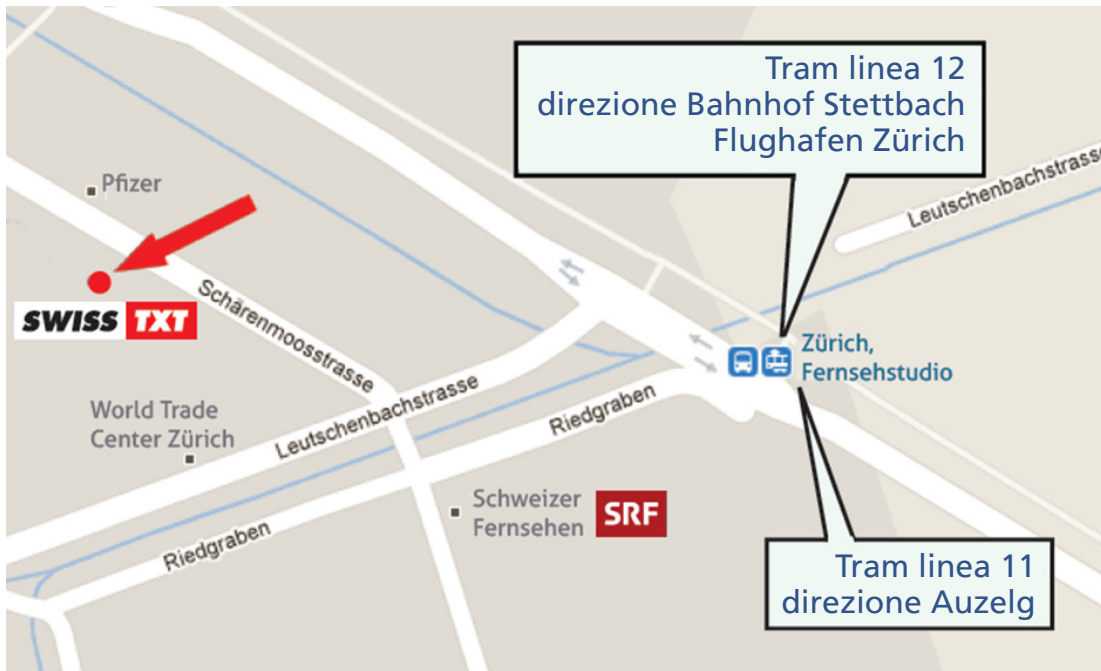 Tram linea 12
direzione Bahnhof Stettbach
Flughafen Zürich
Leutschenbachstrasse
Pfizer
SWISS TXT
Schärenmoosstrasse
Zürich,
Fernsehstudio
World Trade
Center Zürich
Leutschenbachstrasse
Riedgraben
Schweizer
Fernsehen
SRF
Riedgraben
Tram linea 11
direzione Auzelg